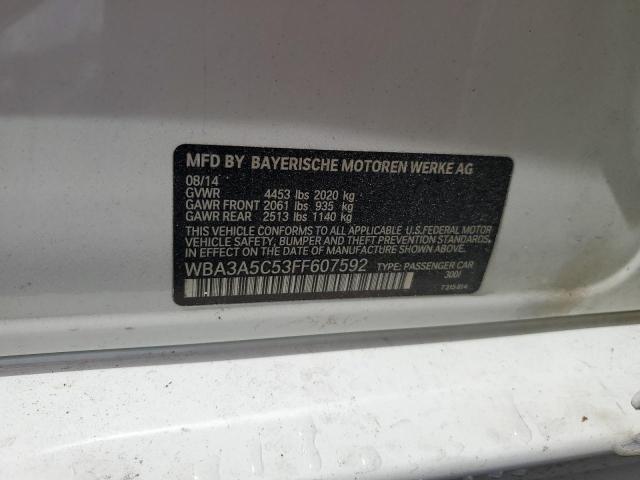 MFD BY BAYERISCHE MOTOREN WERKE AG
08/14
GVWR 4453 lbs 2020 kg
GAWR FRONT 2061 lbs 935 kg
GAWR REAR 2513 lbs 1140 kg
THIS VEHICLE CONFORMS TO ALL APPLICABLE U.S.FEDERAL MOTOR
VEHICLE SAFETY, BUMPER, AND THEFT PREVENTION STANDARDS
IN EFFECT ON THE DATE OF MANUFACTURE SHOWN ABOVE.
WBA3A5C53FF607592 TYPE: PASSENGER CAR
300I